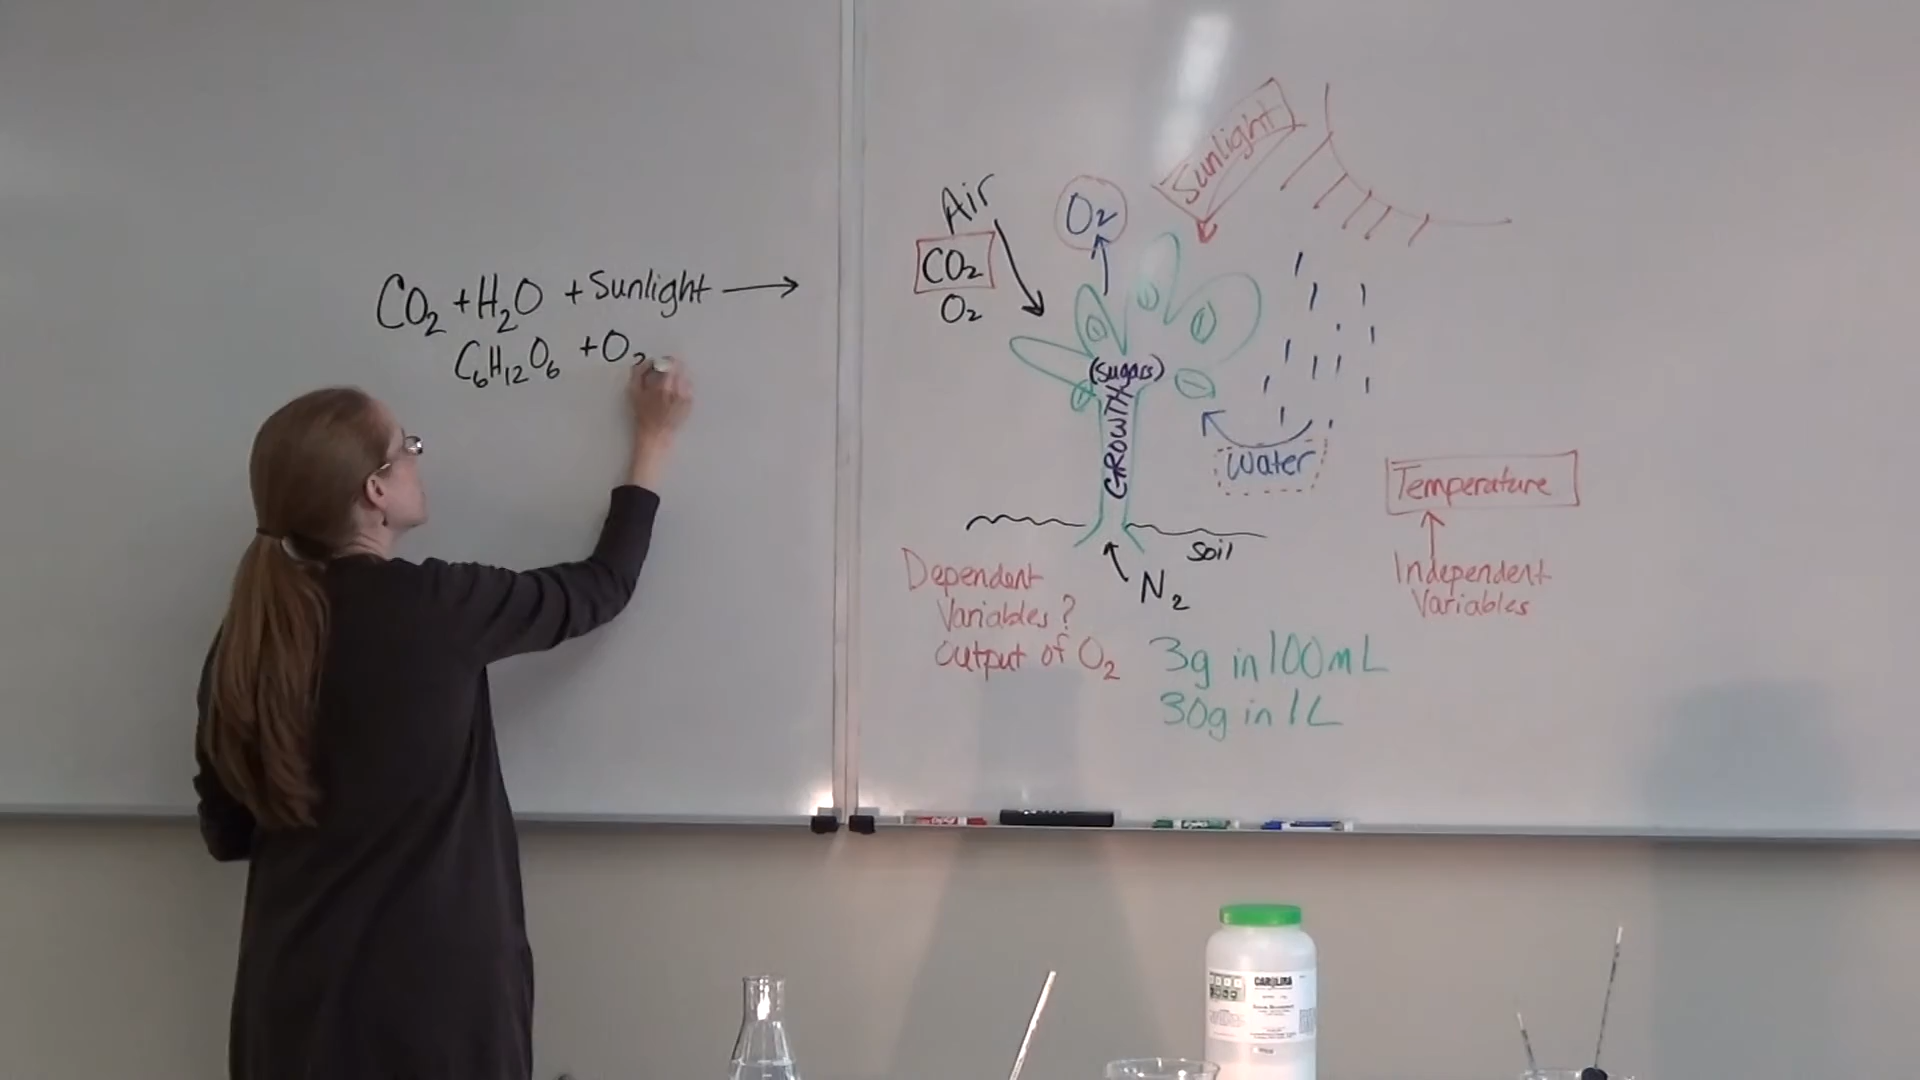 CO2 + H2O + Sunlight →
C6H12O6 + O2
Air
CO2
O2
O2
Sunlight
(Sugars)
GROWTH
Water
Soil
N2
Temperature
Independent
Variables
Dependent
Variables?
Output of O2
3g in 100mL
30g in 1L
CAROLINA